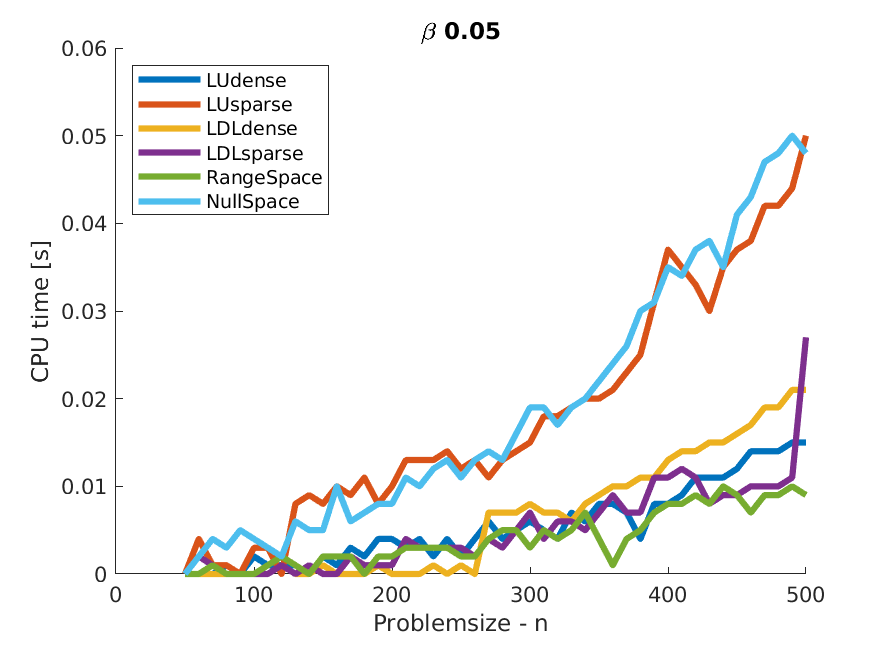 β 0.05
0.06
0.05
0.04
0.03
0.02
0.01
0
CPU time [s]
LUdense
LUsparse
LDLdense
LDLsparse
RangeSpace
NullSpace
0 100 200 300 400 500
Problemsize - n